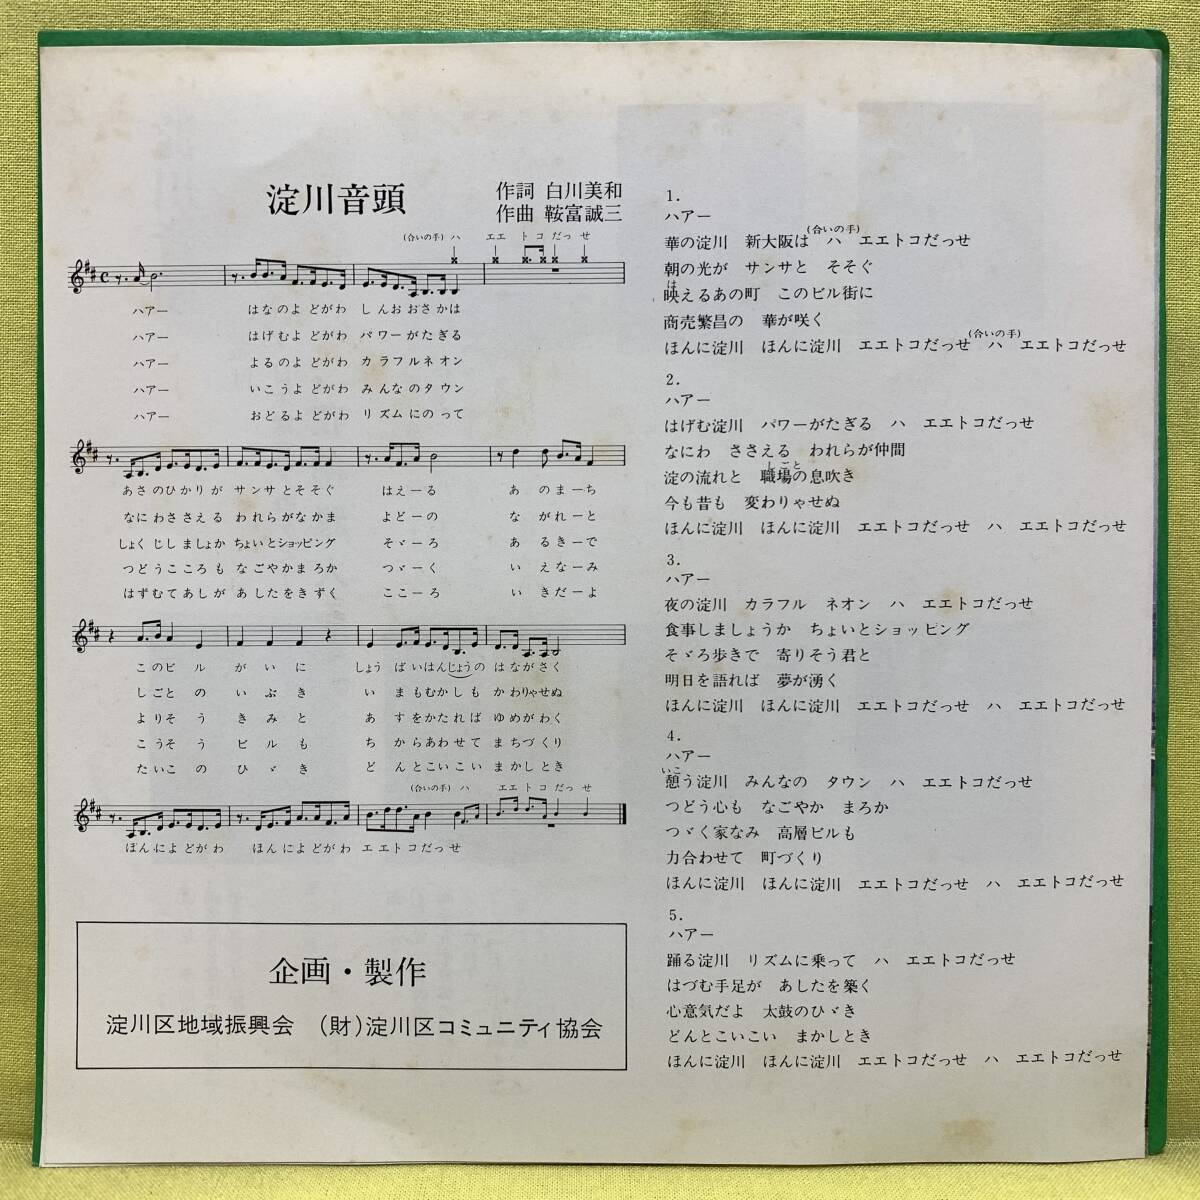 淀川音頭
作詞 白川美和
作曲 鞍富誠三
(合いの手) ハ エエ トコ だっ せ
ハアー はなのよ どがわ しんおおさかは
ハアー はげむよ どがわ パワーがたぎる
ハアー よるのよ どがわ カラフルネオン
ハアー いこうよ どがわ みんなのタウン
ハアー おどるよ どがわ リズムにのって
あさのひかりが サンサとそそぐ はえーる あのまーち
なにわささえる われらがなかま よどーの ながれーと
しょくじしましょか ちょいとショッピング そゞーろ あるきーで
つどうこころも なごやかまろか つゞーく いえなーみ
はずむてあしが あしたをきずく こころーろ いきだーよ
このビル がいに しょうばいはんじょうの はながさく
しごとの いぶき いまもむかしも かわりゃせぬ
よりそう きみと あすをかたれば ゆめがわく
こうそう ビルも ちからあわせて まちづくり
たいこの ひゞき どんとこいこい まかしとき
(合いの手) ハ エエトコだっせ
ほんによどがわ ほんによどがわ エエトコだっせ
企画・製作
淀川区地域振興会 (財)淀川区コミュニティ協会
1.
ハアー
華の淀川 新大阪は (合いの手)ハ エエトコだっせ
朝の光が サンサと そそぐ
映(は)えるあの町 このビル街に
商売繁昌の 華が咲く
ほんに淀川 ほんに淀川 エエトコだっせ (合いの手)ハ エエトコだっせ
2.
ハアー
はげむ淀川 パワーがたぎる ハ エエトコだっせ
なにわ ささえる われらが仲間
淀の流れと 職場(しごと)の息吹き
今も昔も 変わりゃせぬ
ほんに淀川 ほんに淀川 エエトコだっせ ハ エエトコだっせ
3.
ハアー
夜の淀川 カラフル ネオン ハ エエトコだっせ
食事しましょうか ちょいとショッピング
そゞろ歩きで 寄りそう君と
明日を語れば 夢が湧く
ほんに淀川 ほんに淀川 エエトコだっせ ハ エエトコだっせ
4.
ハアー
憩(いこ)う淀川 みんなの タウン ハ エエトコだっせ
つどう心も なごやか まろか
つゞく家なみ 高層ビルも
力合わせて 町づくり
ほんに淀川 ほんに淀川 エエトコだっせ ハ エエトコだっせ
5.
ハアー
踊る淀川 リズムに乗って ハ エエトコだっせ
はづむ手足が あしたを築く
心意気だよ 太鼓のひゞき
どんとこいこい まかしとき
ほんに淀川 ほんに淀川 エエトコだっせ ハ エエトコだっせ